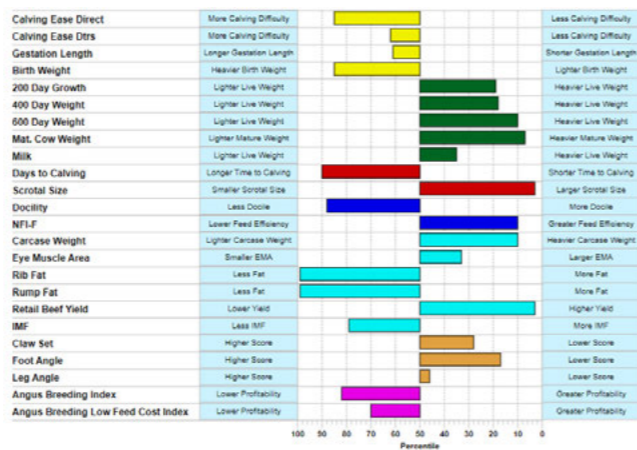 Calving Ease Direct More Calving Difficulty Less Calving Difficulty
Calving Ease Dtrs More Calving Difficulty Less Calving Difficulty
Gestation Length Longer Gestation Length Shorter Gestation Length
Birth Weight Heavier Birth Weight Lighter Birth Weight
200 Day Growth Lighter Live Weight Heavier Live Weight
400 Day Weight Lighter Live Weight Heavier Live Weight
600 Day Weight Lighter Live Weight Heavier Live Weight
Mat. Cow Weight Lighter Mature Weight Heavier Mature Weight
Milk Lighter Live Weight Heavier Live Weight
Days to Calving Longer Time to Calving Shorter Time to Calving
Scrotal Size Smaller Scrotal Size Larger Scrotal Size
Docility Less Docile More Docile
NFI-F Lower Feed Efficiency Greater Feed Efficiency
Carcase Weight Lighter Carcase Weight Heavier Carcase Weight
Eye Muscle Area Smaller EMA Larger EMA
Rib Fat Less Fat More Fat
Rump Fat Less Fat More Fat
Retail Beef Yield Lower Yield Higher Yield
IMF Less IMF More IMF
Claw Set Higher Score Lower Score
Foot Angle Higher Score Lower Score
Leg Angle Higher Score Lower Score
Angus Breeding Index Lower Profitability Greater Profitability
Angus Breeding Low Feed Cost Index Lower Profitability Greater Profitability
100 90 80 70 60 50 40 30 20 10 0
Percentile